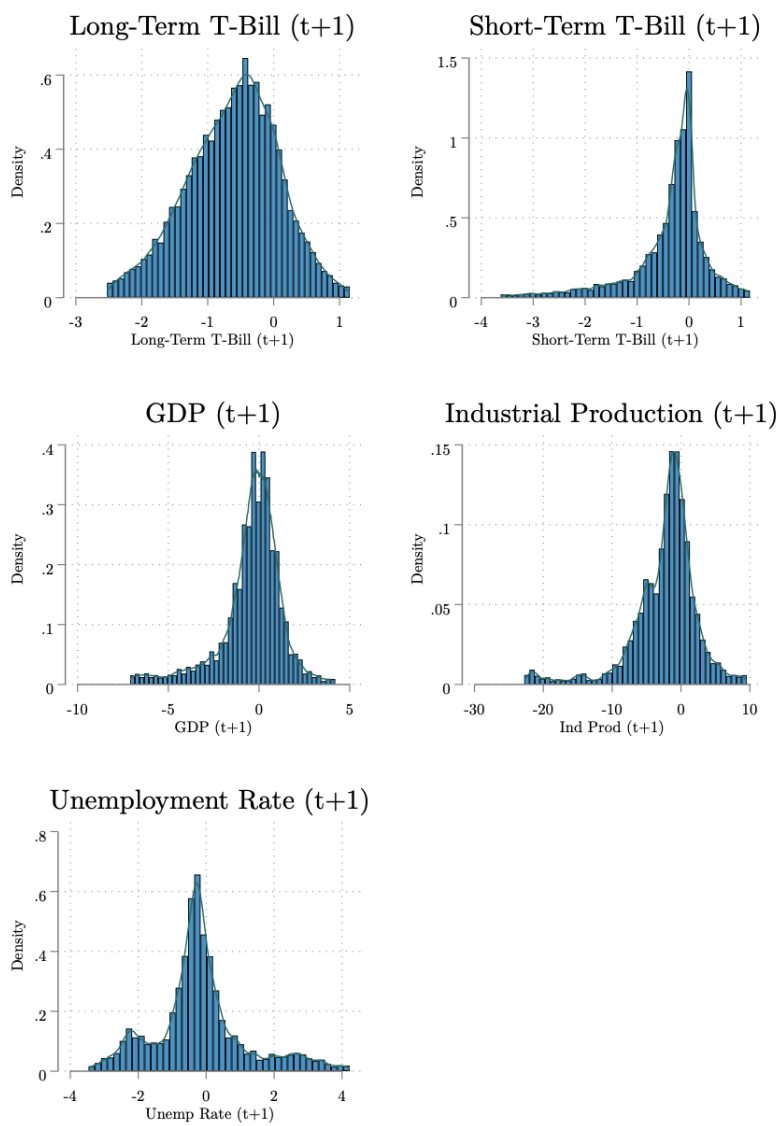 Long-Term T-Bill (t+1)
Density
.6
.4
.2
0
-3 -2 -1 0 1
Long-Term T-Bill (t+1)
Short-Term T-Bill (t+1)
Density
1.5
1
.5
0
-4 -3 -2 -1 0 1
Short-Term T-Bill (t+1)
GDP (t+1)
Density
.4
.3
.2
.1
0
-10 -5 0 5
GDP (t+1)
Industrial Production (t+1)
Density
.15
.1
.05
0
-30 -20 -10 0 10
Ind Prod (t+1)
Unemployment Rate (t+1)
Density
.8
.6
.4
.2
0
-4 -2 0 2 4
Unemp Rate (t+1)